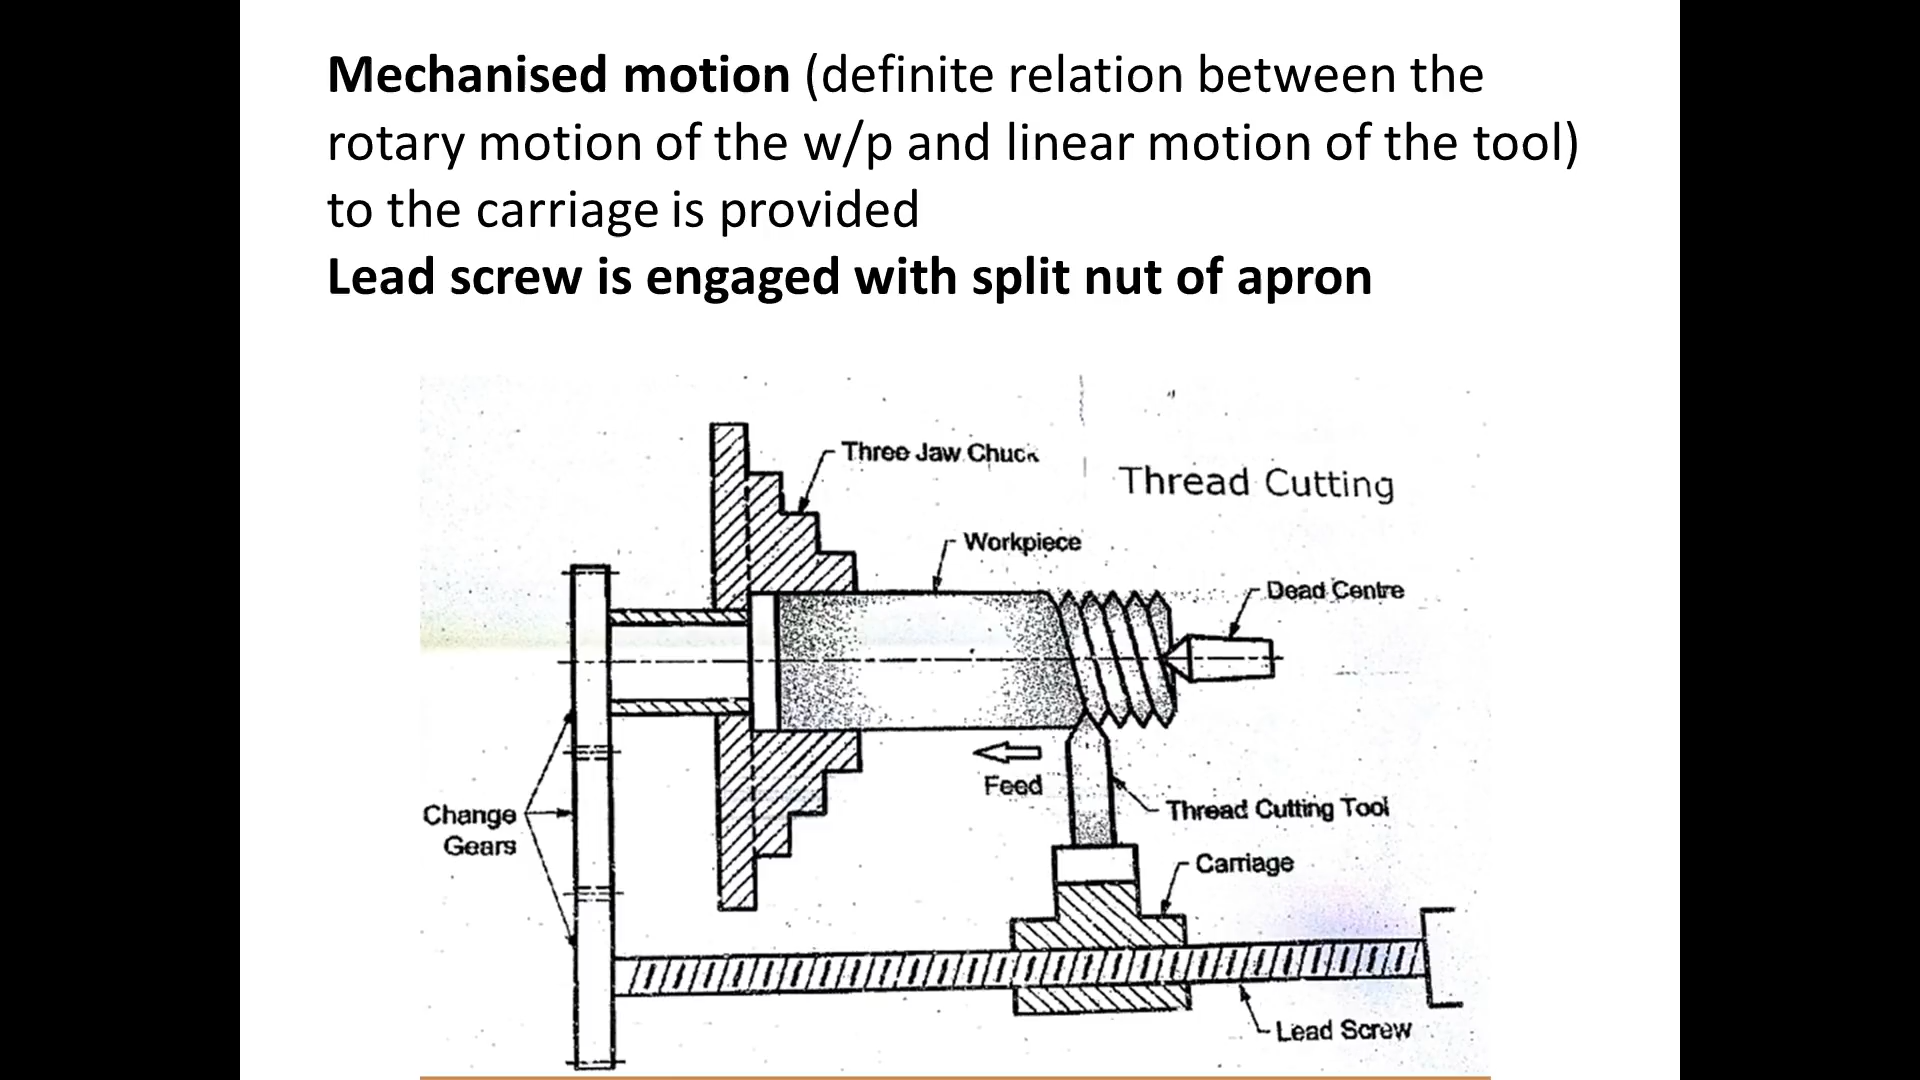 Mechanised motion (definite relation between the
rotary motion of the w/p and linear motion of the tool)
to the carriage is provided
Lead screw is engaged with split nut of apron
Three Jaw Chuck
Thread Cutting
Workpiece
Dead Centre
Feed
Change
Gears
Thread Cutting Tool
Carriage
Lead Screw